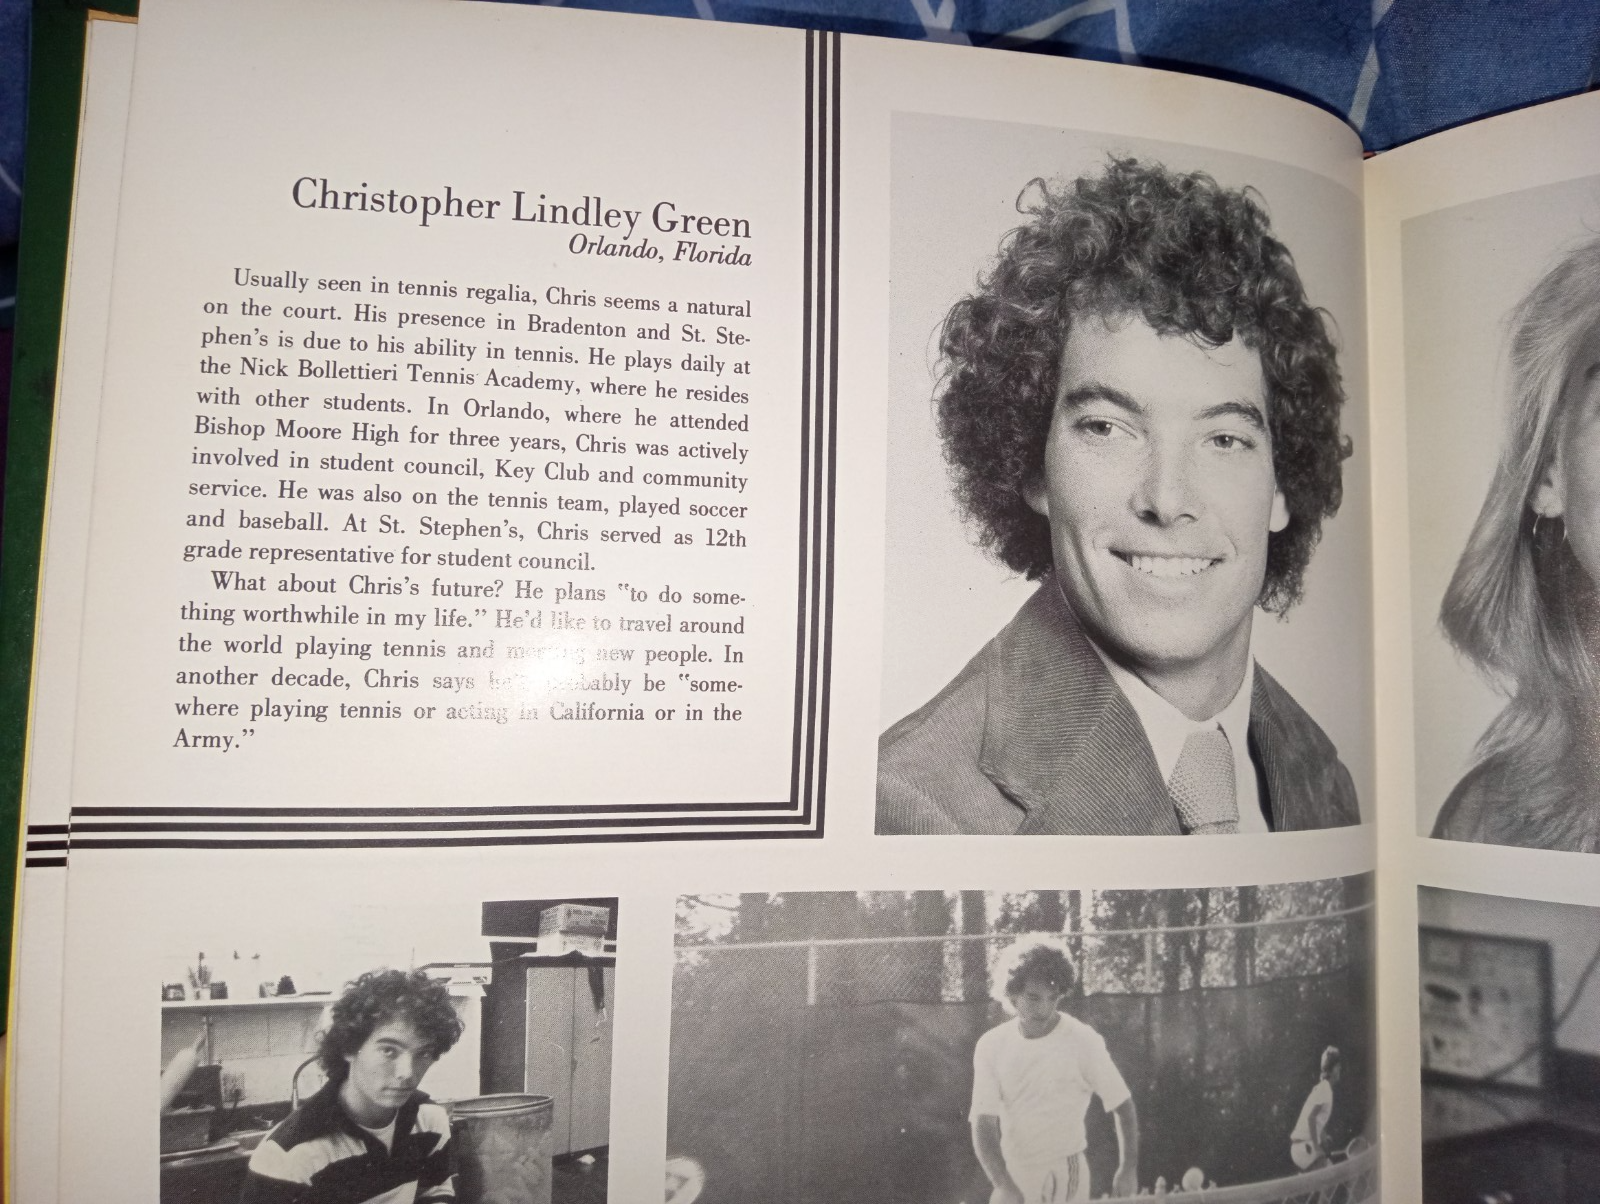 Christopher Lindley Green
Orlando, Florida
Usually seen in tennis regalia, Chris seems a natural
on the court. His presence in Bradenton and St. Ste-
phen's is due to his ability in tennis. He plays daily at
the Nick Bollettieri Tennis Academy, where he resides
with other students. In Orlando, where he attended
Bishop Moore High for three years, Chris was actively
involved in student council, Key Club and community
service. He was also on the tennis team, played soccer
and baseball. At St. Stephen's, Chris served as 12th
grade representative for student council.
What about Chris's future? He plans "to do some-
thing worthwhile in my life." He'd like to travel around
the world playing tennis and meeting new people. In
another decade, Chris says he'll probably be "some-
where playing tennis or acting in California or in the
Army."